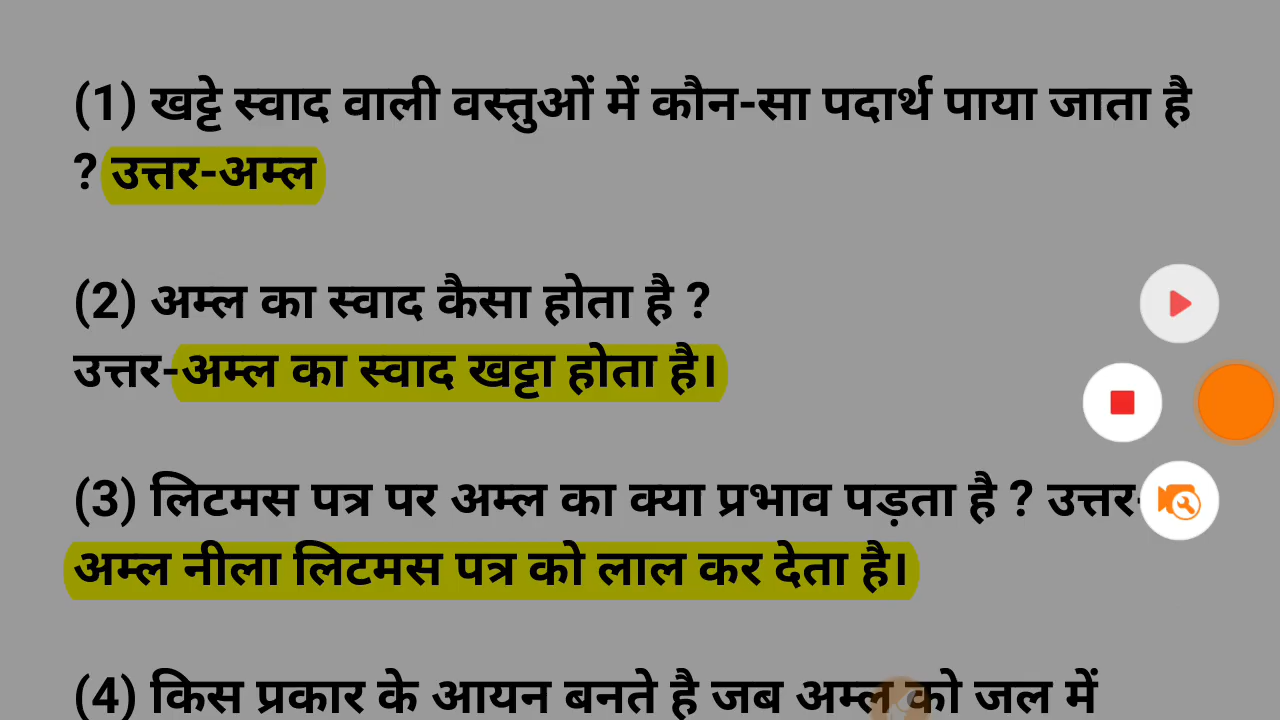 (1) खट्टे स्वाद वाली वस्तुओं में कौन-सा पदार्थ पाया जाता है
? उत्तर-अम्ल
(2) अम्ल का स्वाद कैसा होता है ?
उत्तर-अम्ल का स्वाद खट्टा होता है।
(3) लिटमस पत्र पर अम्ल का क्या प्रभाव पड़ता है ? उत्तर-
अम्ल नीला लिटमस पत्र को लाल कर देता है।
(4) किस प्रकार के आयन बनते है जब अम्ल को जल में